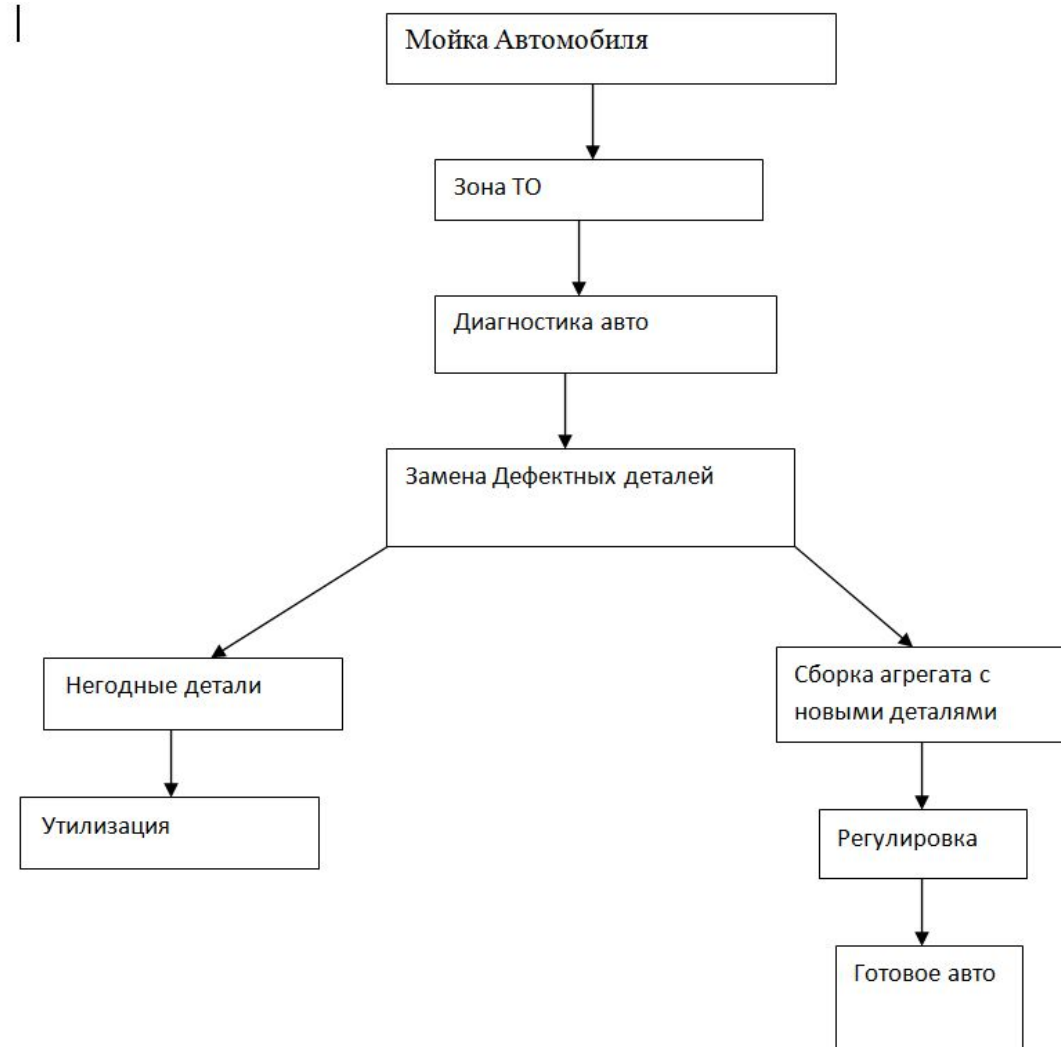 Мойка Автомобиля
Зона ТО
Диагностика авто
Замена Дефектных деталей
Негодные детали
Сборка агрегата с
новыми деталями
Утилизация
Регулировка
Готовое авто